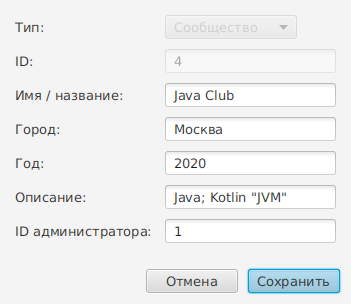 Тип: Сообщество
ID: 4
Имя / название: Java Club
Город: Москва
Год: 2020
Описание: Java; Kotlin "JVM"
ID администратора: 1
Отмена Сохранить